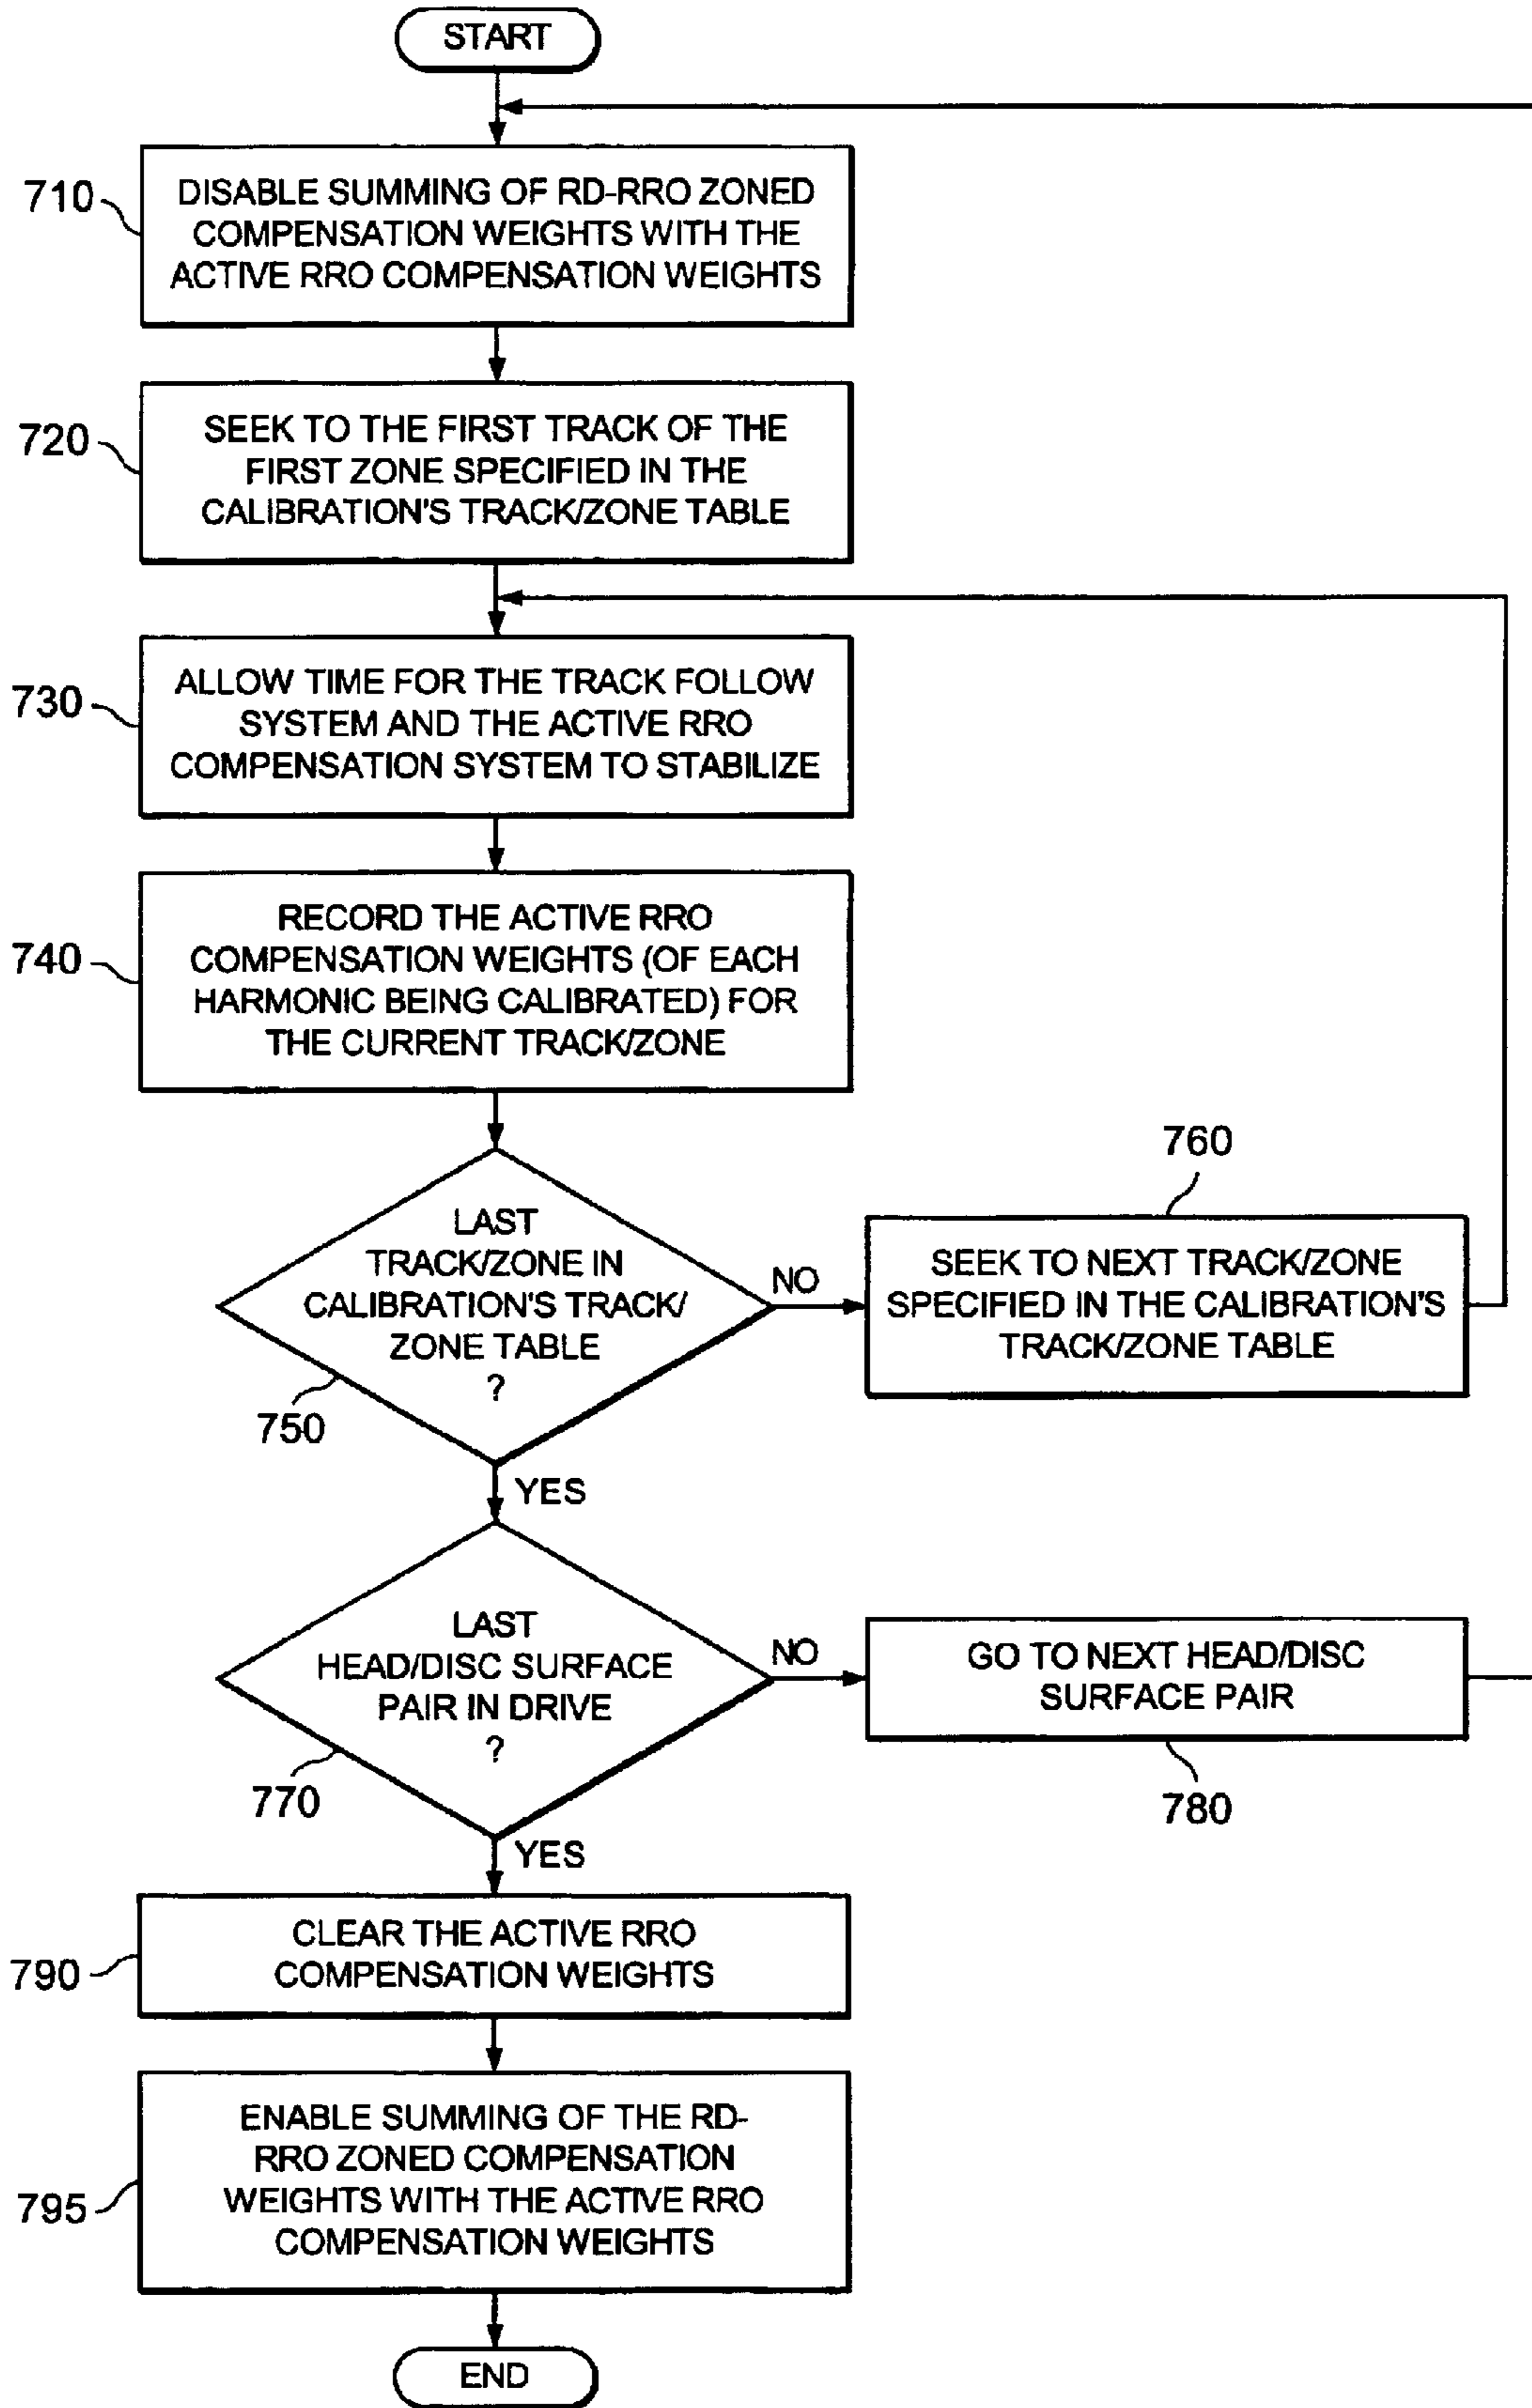 START
710
DISABLE SUMMING OF RD-RRO ZONED
COMPENSATION WEIGHTS WITH THE
ACTIVE RRO COMPENSATION WEIGHTS
720
SEEK TO THE FIRST TRACK OF THE
FIRST ZONE SPECIFIED IN THE
CALIBRATION'S TRACK/ZONE TABLE
730
ALLOW TIME FOR THE TRACK FOLLOW
SYSTEM AND THE ACTIVE RRO
COMPENSATION SYSTEM TO STABILIZE
740
RECORD THE ACTIVE RRO
COMPENSATION WEIGHTS (OF EACH
HARMONIC BEING CALIBRATED) FOR
THE CURRENT TRACK/ZONE
LAST
TRACK/ZONE IN
CALIBRATION'S TRACK/
ZONE TABLE
?
750
NO
760
SEEK TO NEXT TRACK/ZONE
SPECIFIED IN THE CALIBRATION'S
TRACK/ZONE TABLE
YES
LAST
HEAD/DISC SURFACE
PAIR IN DRIVE
?
770
NO
GO TO NEXT HEAD/DISC
SURFACE PAIR
780
YES
790
CLEAR THE ACTIVE RRO
COMPENSATION WEIGHTS
795
ENABLE SUMMING OF THE RD-
RRO ZONED COMPENSATION
WEIGHTS WITH THE ACTIVE RRO
COMPENSATION WEIGHTS
END